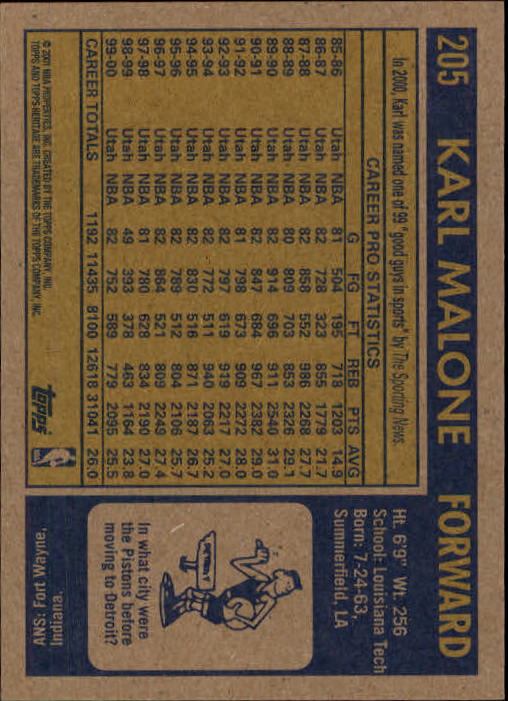 205 KARL MALONE FORWARD
In 2000, Karl was named one of 99 "good guys in sports" by The Sporting News.
CAREER PRO STATISTICS
G FG FT REB PTS AVG
85-86 Utah NBA 81 504 195 718 1203 14.9
86-87 Utah NBA 82 728 323 855 1779 21.7
87-88 Utah NBA 82 858 552 986 2268 27.7
88-89 Utah NBA 80 809 703 853 2326 29.1
89-90 Utah NBA 82 914 696 911 2540 31.0
90-91 Utah NBA 82 847 684 967 2382 29.0
91-92 Utah NBA 81 798 673 909 2272 28.0
92-93 Utah NBA 82 797 619 919 2217 27.0
93-94 Utah NBA 82 772 511 940 2063 25.2
94-95 Utah NBA 82 830 516 871 2187 26.7
95-96 Utah NBA 82 789 512 804 2106 25.7
96-97 Utah NBA 82 864 521 809 2249 27.4
97-98 Utah NBA 81 780 628 834 2190 27.0
98-99 Utah NBA 49 393 378 463 1164 23.8
99-00 Utah NBA 82 752 589 779 2095 25.5
CAREER TOTALS 1192 11435 8100 12618 31041 26.0
© 2001 NBA PROPERTIES, INC. CREATED BY THE TOPPS COMPANY, INC.
TOPPS AND TOPPS HERITAGE ARE TRADEMARKS OF THE TOPPS COMPANY, INC.
Topps
NBA
Ht. 6'9" Wt. 256
School: Louisiana Tech
Born: 7-24-63,
Summerfield, LA
DETROIT
In what city were
the Pistons before
moving to Detroit?
ANS: Fort Wayne,
Indiana.